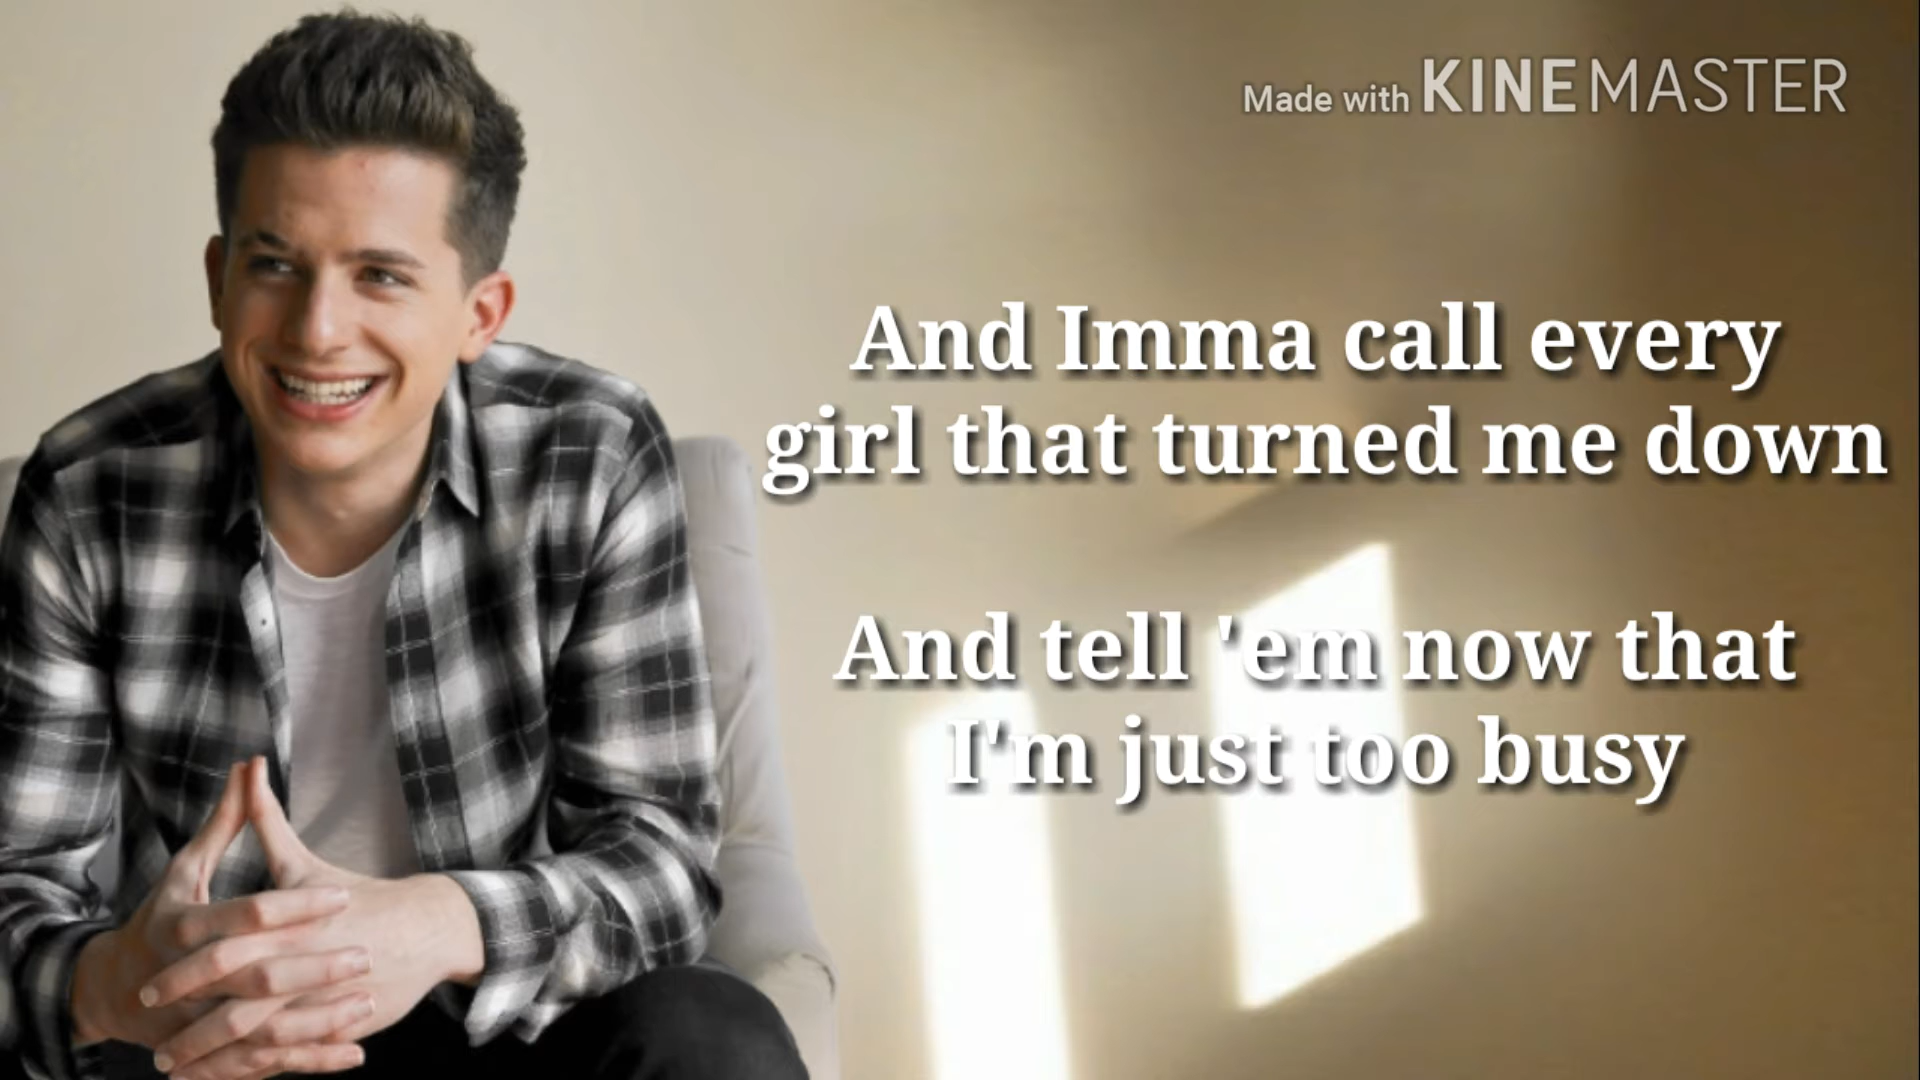 Made with KINEMASTER
And Imma call every
girl that turned me down
And tell 'em now that
I'm just too busy